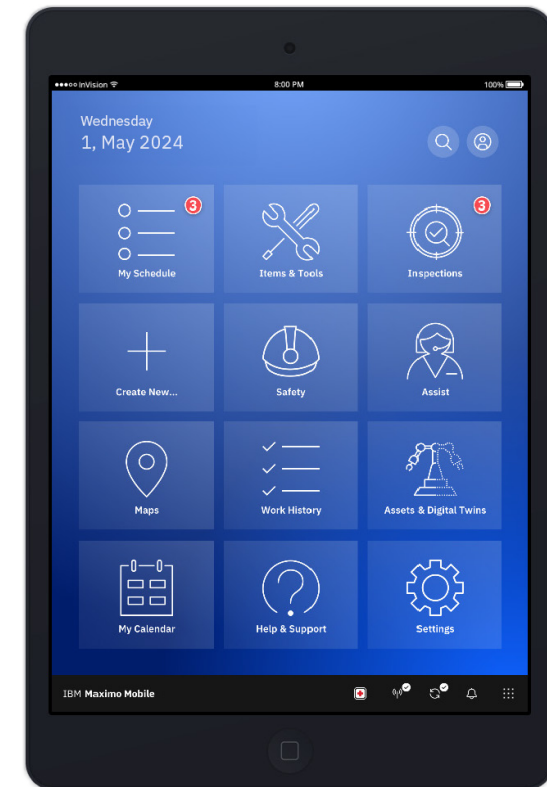 ●●●○○ InVision
8:00 PM
100%
Wednesday
1, May 2024
3
My Schedule
Items & Tools
3
Inspections
Create New...
Safety
Assist
Maps
Work History
Assets & Digital Twins
My Calendar
Help & Support
Settings
IBM Maximo Mobile